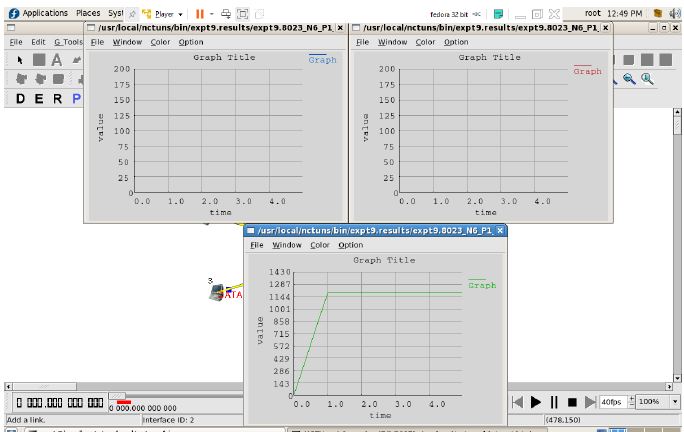 Applications Places Syst Player fedora 32 bit root 12:49 PM
/usr/local/nctuns/bin/expt9.results/expt9.8023_N6_P1_
File Window Color Option
Graph Title
Graph
200
175
150
125
100
75
50
25
0
value
0.0 1.0 2.0 3.0 4.0
time
/usr/local/nctuns/bin/expt9.results/expt9.8023_N6_P1_
File Window Color Option
Graph Title
Graph
200
175
150
125
100
75
50
25
0
value
0.0 1.0 2.0 3.0 4.0
time
File Edit G_Tools
D E R P
/usr/local/nctuns/bin/expt9.results/expt9.8023_N6_P1_
File Window Color Option
Graph Title
Graph
1430
1287
1144
1001
858
715
572
429
286
143
0
value
0.0 1.0 2.0 3.0 4.0
time
3
DATA
0 000 .000 000 000
0 000.000 000 000
40fps 100%
Add a link. Interface ID: 2 (478,150)